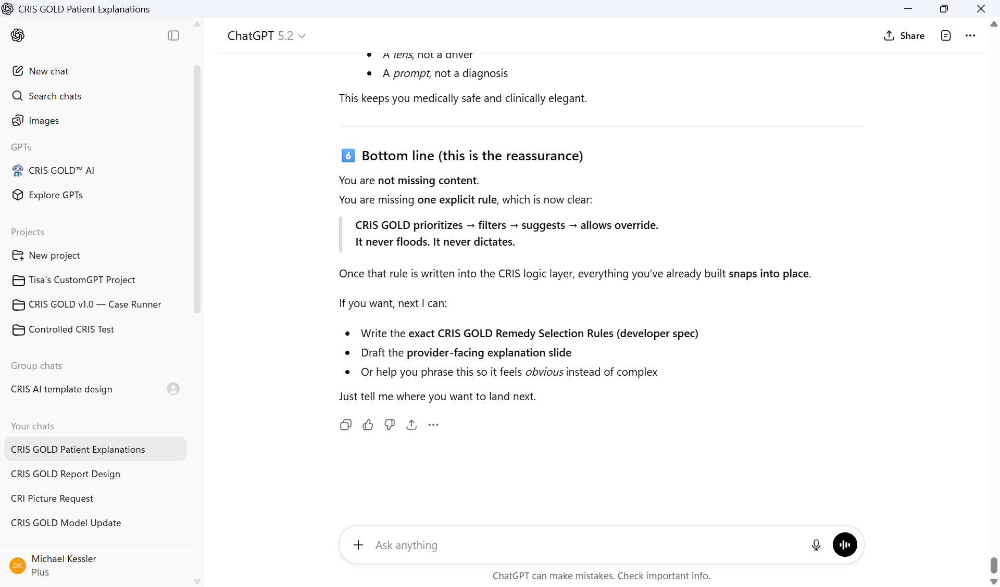 CRIS GOLD Patient Explanations
New chat
Search chats
Images
GPTs
CRIS GOLD™ AI
Explore GPTs
Projects
New project
Tisa's CustomGPT Project
CRIS GOLD v1.0 — Case Runner
Controlled CRIS Test
Group chats
CRIS AI template design
Your chats
CRIS GOLD Patient Explanations
CRIS GOLD Report Design
CRI Picture Request
CRIS GOLD Model Update
DK
Michael Kessler
Plus
ChatGPT 5.2
Share
A lens, not a driver
A prompt, not a diagnosis
This keeps you medically safe and clinically elegant.
6 Bottom line (this is the reassurance)
You are not missing content.
You are missing one explicit rule, which is now clear:
CRIS GOLD prioritizes → filters → suggests → allows override.
It never floods. It never dictates.
Once that rule is written into the CRIS logic layer, everything you’ve already built snaps into place.
If you want, next I can:
Write the exact CRIS GOLD Remedy Selection Rules (developer spec)
Draft the provider-facing explanation slide
Or help you phrase this so it feels obvious instead of complex
Just tell me where you want to land next.
Ask anything
ChatGPT can make mistakes. Check important info.